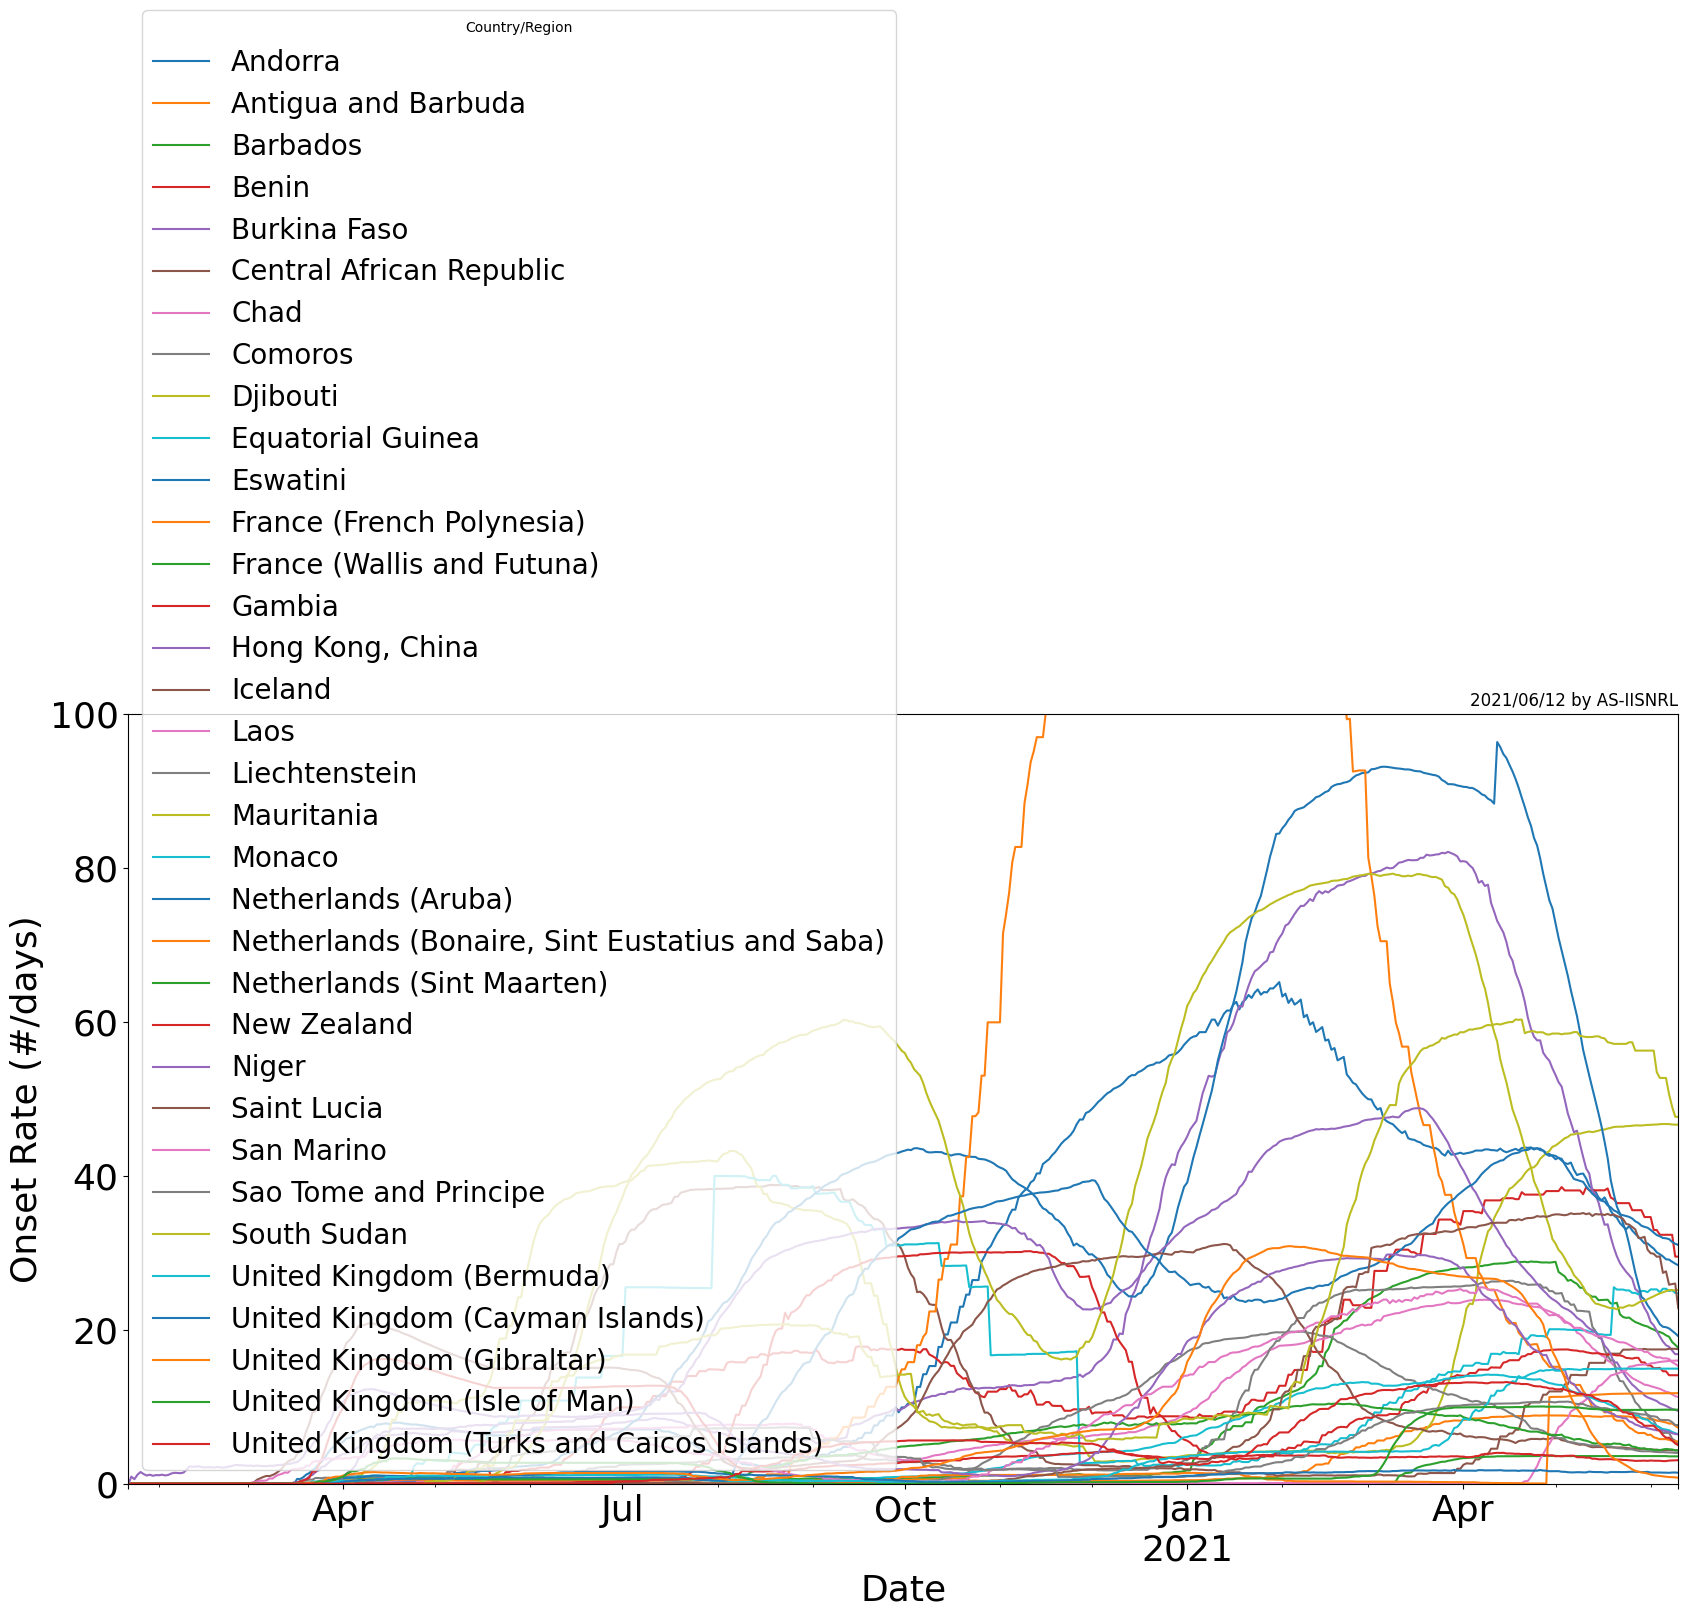 Country/Region
Andorra
Antigua and Barbuda
Barbados
Benin
Burkina Faso
Central African Republic
Chad
Comoros
Djibouti
Equatorial Guinea
Eswatini
France (French Polynesia)
France (Wallis and Futuna)
Gambia
Hong Kong, China
Iceland
Laos
Liechtenstein
Mauritania
Monaco
Netherlands (Aruba)
Netherlands (Bonaire, Sint Eustatius and Saba)
Netherlands (Sint Maarten)
New Zealand
Niger
Saint Lucia
San Marino
Sao Tome and Principe
South Sudan
United Kingdom (Bermuda)
United Kingdom (Cayman Islands)
United Kingdom (Gibraltar)
United Kingdom (Isle of Man)
United Kingdom (Turks and Caicos Islands)
2021/06/12 by AS-IISNRL
100
80
60
40
20
0
Onset Rate (#/days)
Apr
Jul
Oct
Jan
2021
Apr
Date